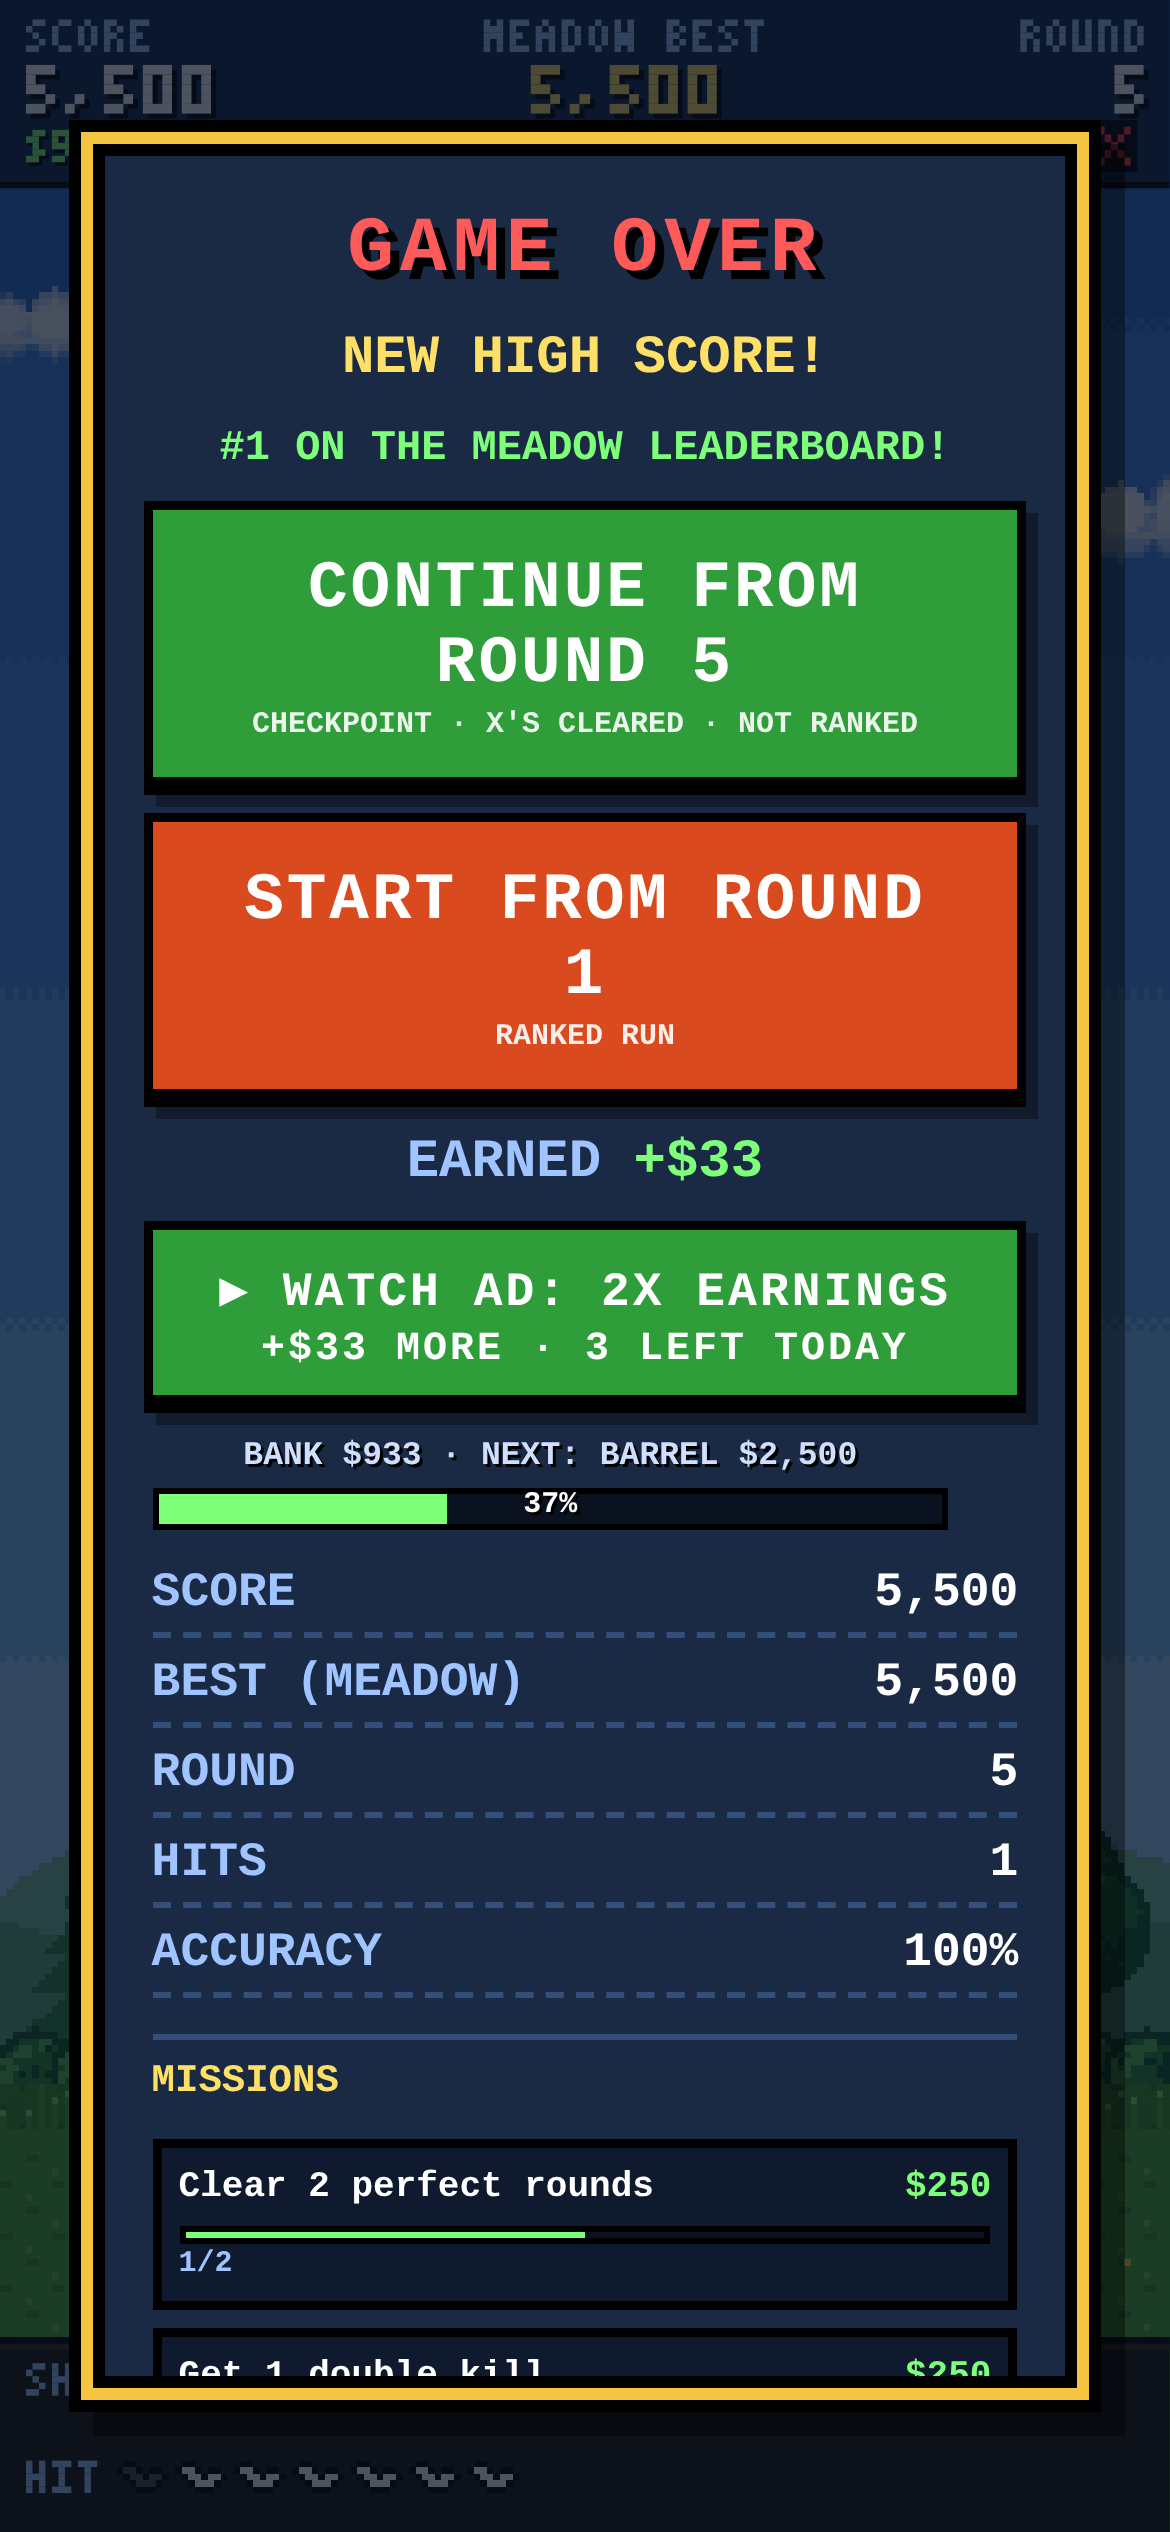 SCORE MEADOW BEST ROUND
5,500 5,500 5
$9 X
GAME OVER
NEW HIGH SCORE!
#1 ON THE MEADOW LEADERBOARD!
CONTINUE FROM
ROUND 5
CHECKPOINT · X'S CLEARED · NOT RANKED
START FROM ROUND
1
RANKED RUN
EARNED +$33
▶ WATCH AD: 2X EARNINGS
+$33 MORE · 3 LEFT TODAY
BANK $933 · NEXT: BARREL $2,500
37%
SCORE 5,500
BEST (MEADOW) 5,500
ROUND 5
HITS 1
ACCURACY 100%
MISSIONS
Clear 2 perfect rounds $250
1/2
Get 1 double kill $250
SH
HIT